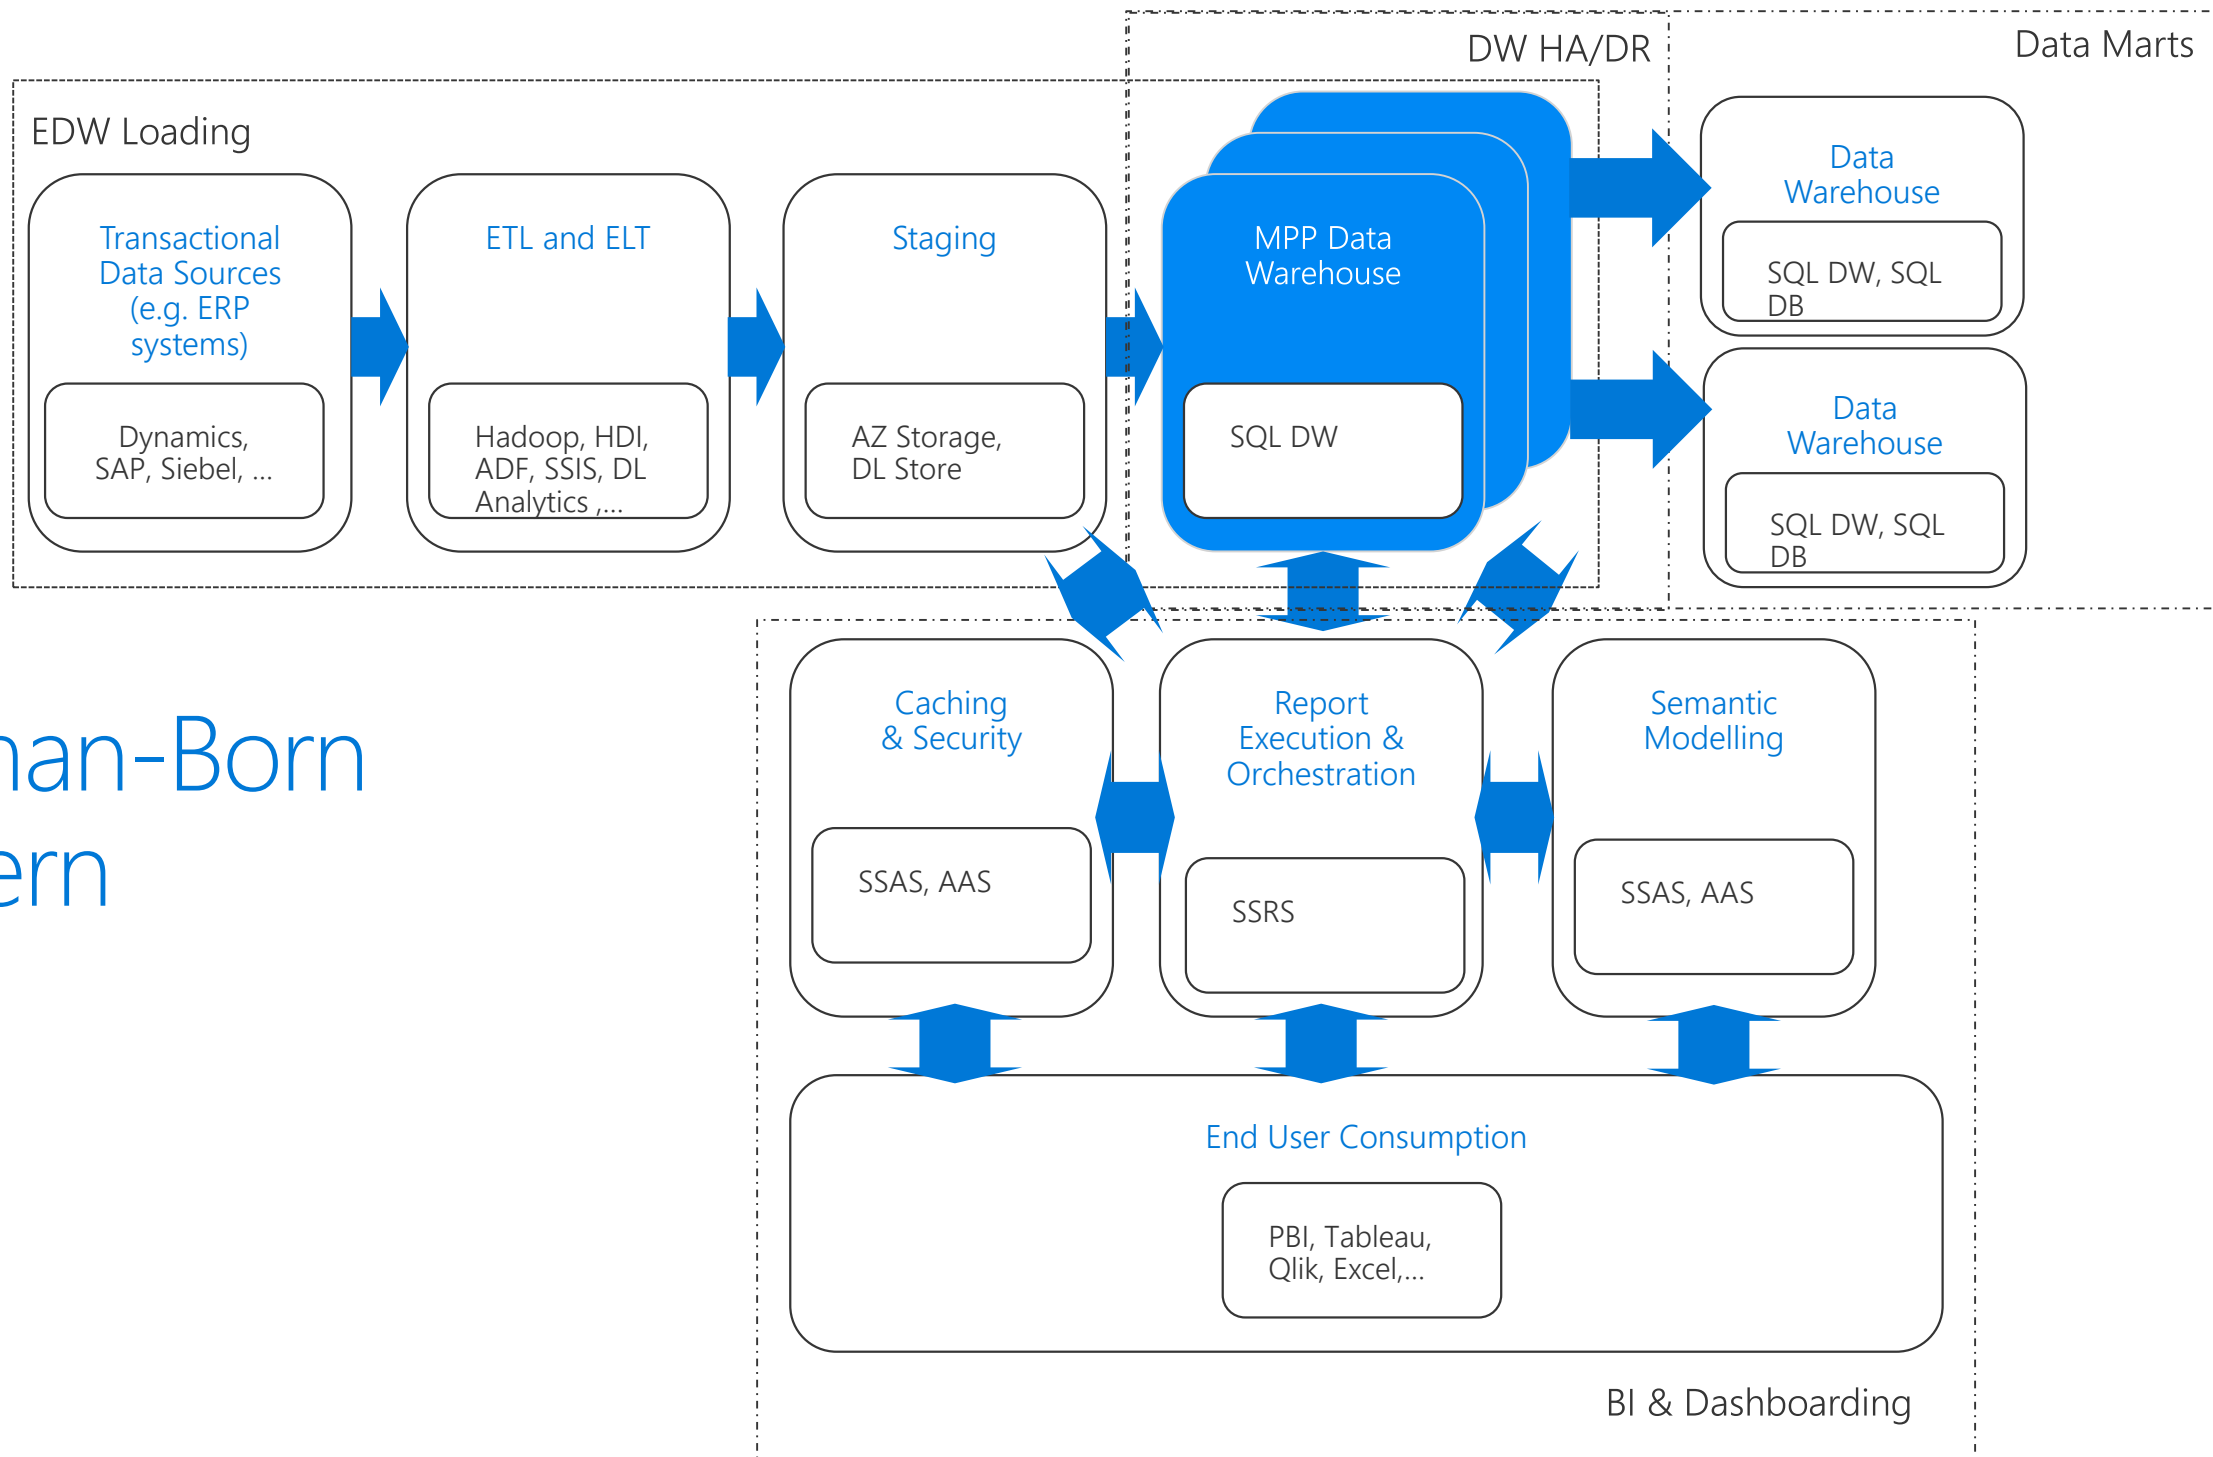 DW HA/DR
Data Marts
EDW Loading
Transactional
Data Sources
(e.g. ERP
systems)
Dynamics,
SAP, Siebel, ...
ETL and ELT
Hadoop, HDI,
ADF, SSIS, DL
Analytics ,...
Staging
AZ Storage,
DL Store
MPP Data
Warehouse
SQL DW
Data
Warehouse
SQL DW, SQL
DB
Data
Warehouse
SQL DW, SQL
DB
-Born
Caching
& Security
SSAS, AAS
Report
Execution &
Orchestration
SSRS
Semantic
Modelling
SSAS, AAS
End User Consumption
PBI, Tableau,
Qlik, Excel,...
BI & Dashboarding